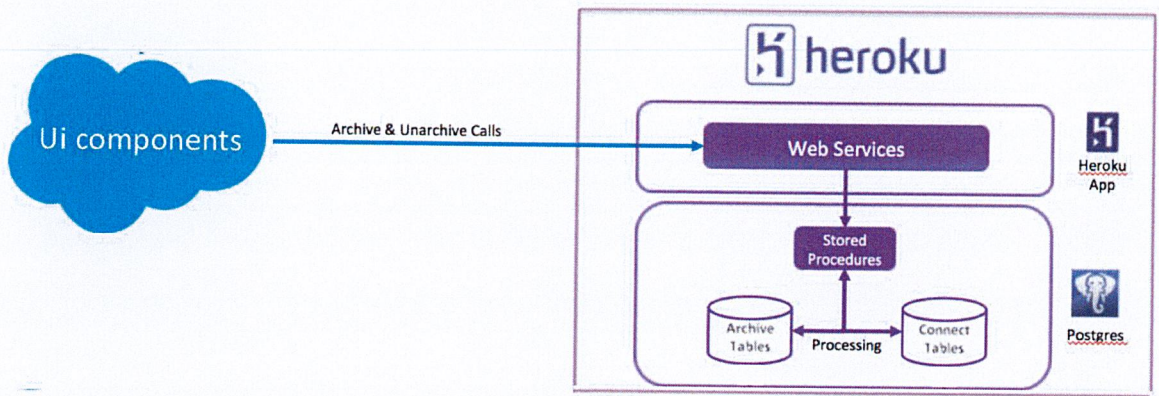 heroku
Ui components
Archive & Unarchive Calls
Web Services
Heroku
App
Stored
Procedures
Archive
Tables
Processing
Connect
Tables
Postgres